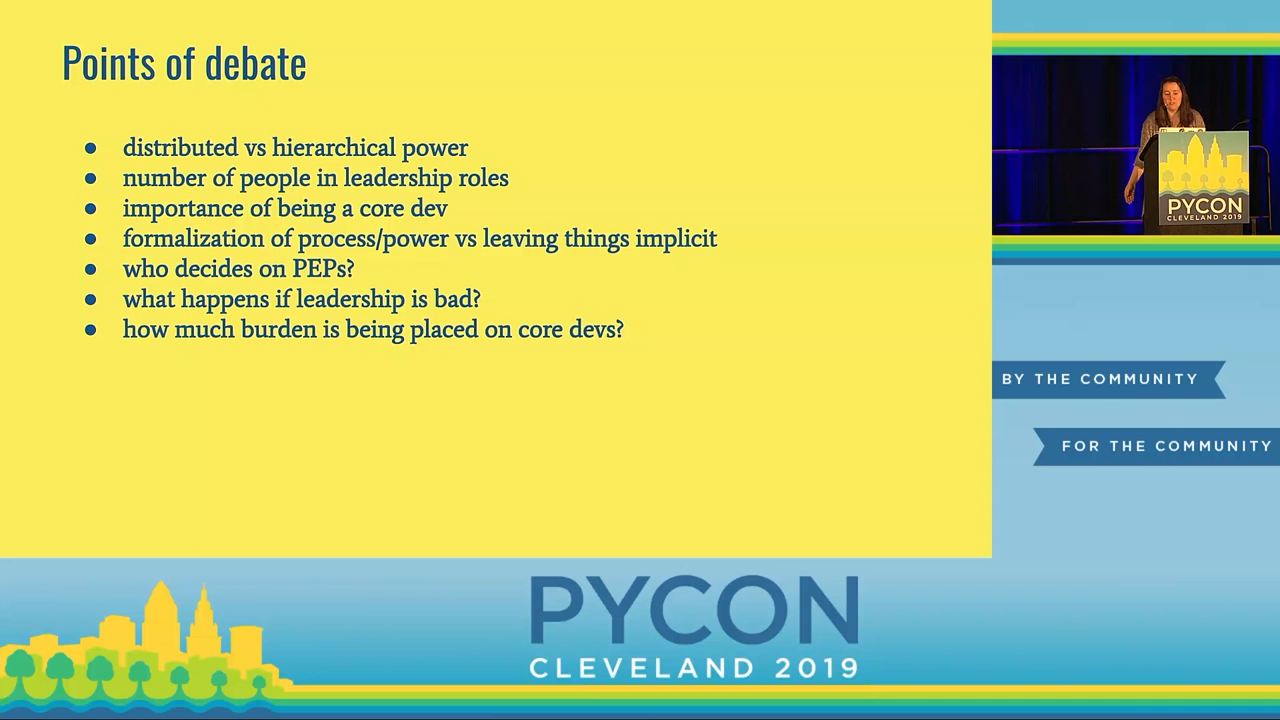 Points of debate
distributed vs hierarchical power
number of people in leadership roles
importance of being a core dev
formalization of process/power vs leaving things implicit
who decides on PEPs?
what happens if leadership is bad?
how much burden is being placed on core devs?
PYCON
CLEVELAND 2019
BY THE COMMUNITY
FOR THE COMMUNITY
PYCON
CLEVELAND 2019